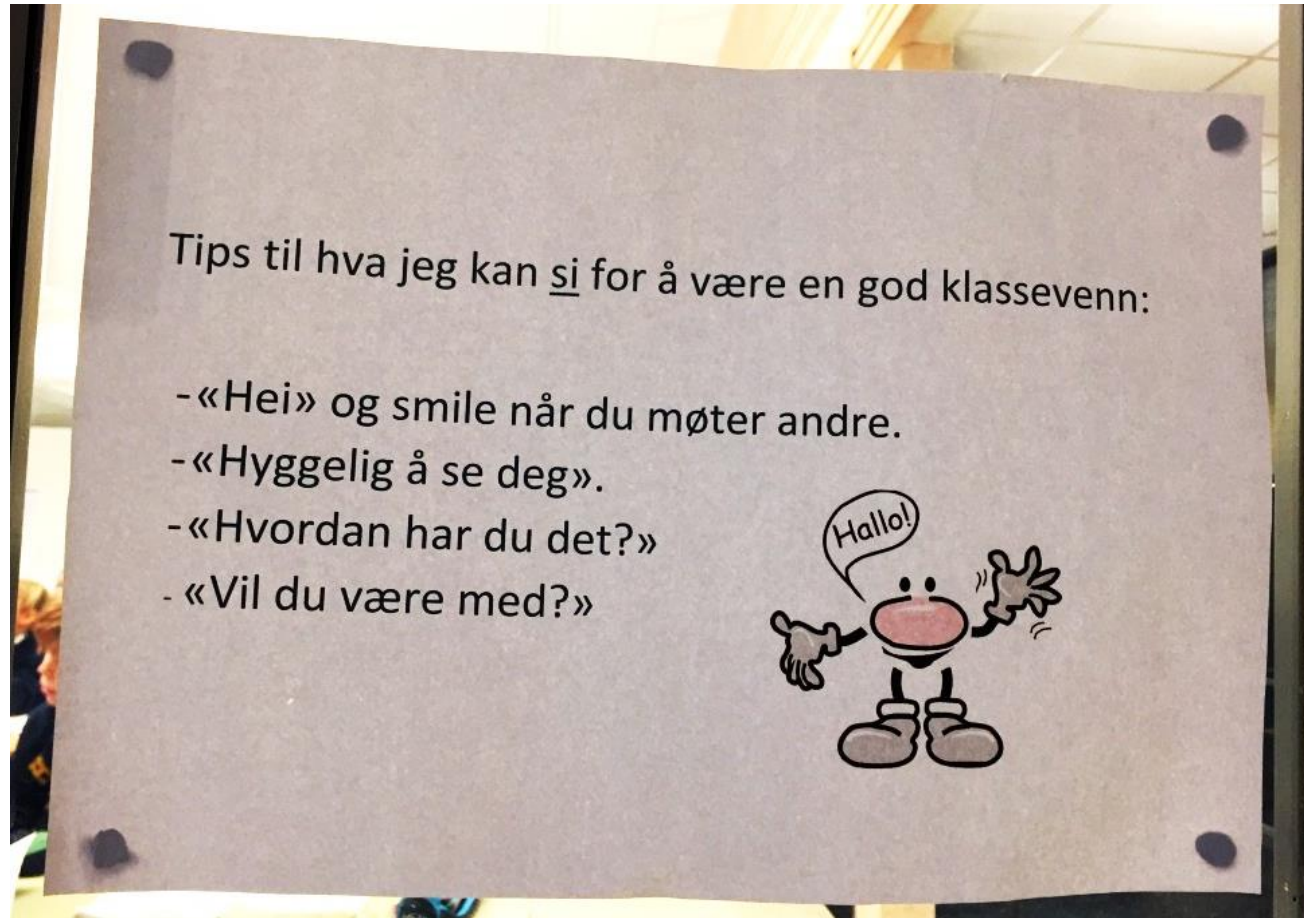 Tips til hva jeg kan si for å være en god klassevenn:
-«Hei» og smile når du møter andre.
-«Hyggelig å se deg».
-«Hvordan har du det?»
- «Vil du være med?»
Hallo!